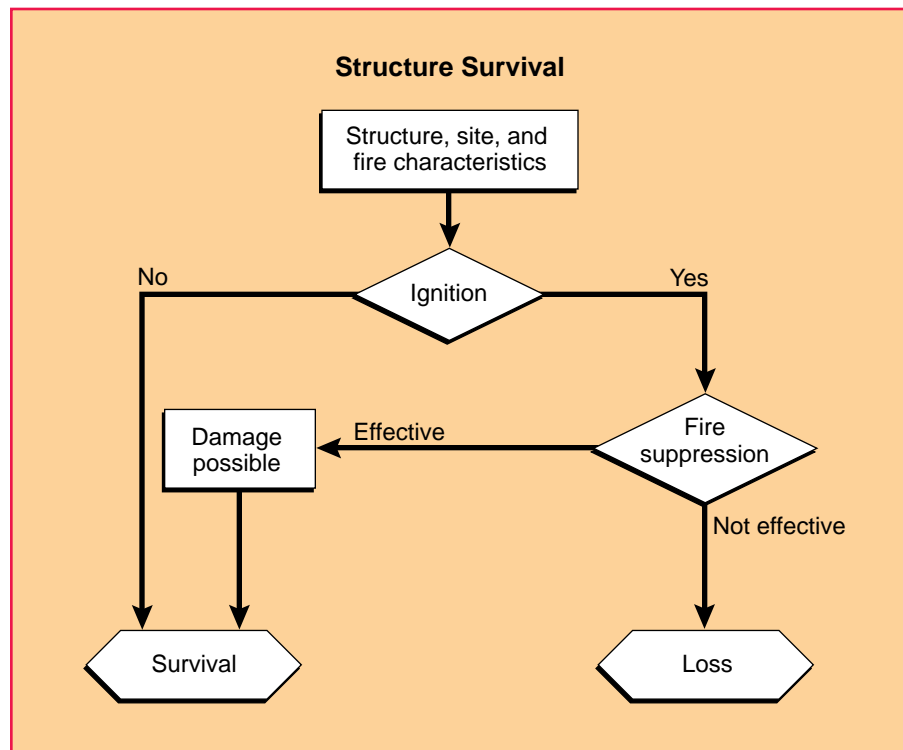 Structure Survival
Structure, site, and
fire characteristics
No
Ignition
Yes
Damage
possible
Effective
Fire
suppression
Not effective
Survival
Loss